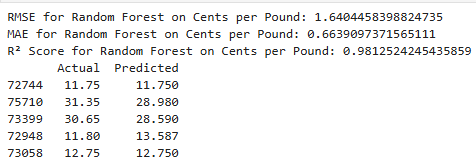 RMSE for Random Forest on Cents per Pound: 1.6404458398824735
MAE for Random Forest on Cents per Pound: 0.6639097371565111
R² Score for Random Forest on Cents per Pound: 0.9812524245435859
Actual Predicted
72744 11.75 11.750
75710 31.35 28.980
73399 30.65 28.590
72948 11.80 13.587
73058 12.75 12.750